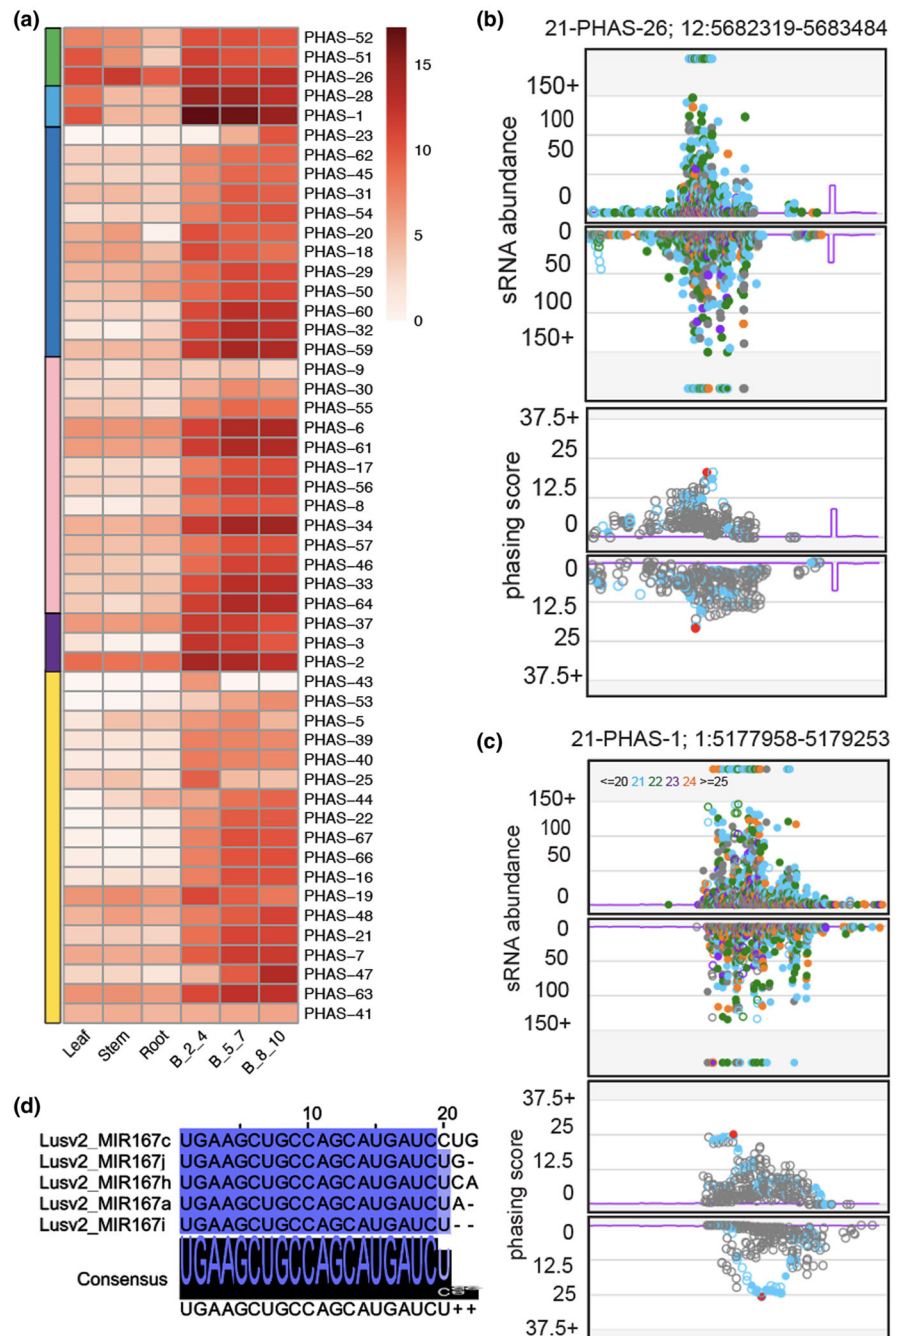 (a)
PHAS−52
PHAS−51
PHAS−26
PHAS−28
PHAS−1
PHAS−23
PHAS−62
PHAS−45
PHAS−31
PHAS−54
PHAS−20
PHAS−18
PHAS−29
PHAS−50
PHAS−60
PHAS−32
PHAS−59
PHAS−9
PHAS−30
PHAS−55
PHAS−6
PHAS−61
PHAS−17
PHAS−56
PHAS−8
PHAS−34
PHAS−57
PHAS−46
PHAS−33
PHAS−64
PHAS−37
PHAS−3
PHAS−2
PHAS−43
PHAS−53
PHAS−5
PHAS−39
PHAS−40
PHAS−25
PHAS−44
PHAS−22
PHAS−67
PHAS−66
PHAS−16
PHAS−19
PHAS−48
PHAS−21
PHAS−7
PHAS−47
PHAS−63
PHAS−41
Leaf Stem Root B_2_4 B_5_7 B_8_10
15
10
5
0
(b)
21-PHAS-26; 12:5682319-5683484
sRNA abundance
150+
100
50
0
0
50
100
150+
phasing score
37.5+
25
12.5
0
0
12.5
25
37.5+
(c)
21-PHAS-1; 1:5177958-5179253
<=20 21 22 23 24 >=25
sRNA abundance
150+
100
50
0
0
50
100
150+
phasing score
37.5+
25
12.5
0
0
12.5
25
37.5+
(d)
10 20
Lusv2_MIR167c UGAAGCUGCCAGCAUGAUCCUG
Lusv2_MIR167j UGAAGCUGCCAGCAUGAUCUG-
Lusv2_MIR167h UGAAGCUGCCAGCAUGAUCUCA
Lusv2_MIR167a UGAAGCUGCCAGCAUGAUCUA-
Lusv2_MIR167i UGAAGCUGCCAGCAUGAUCU--
Consensus UGAAGCUGCCAGCAUGAUCU
UGAAGCUGCCAGCAUGAUCU++